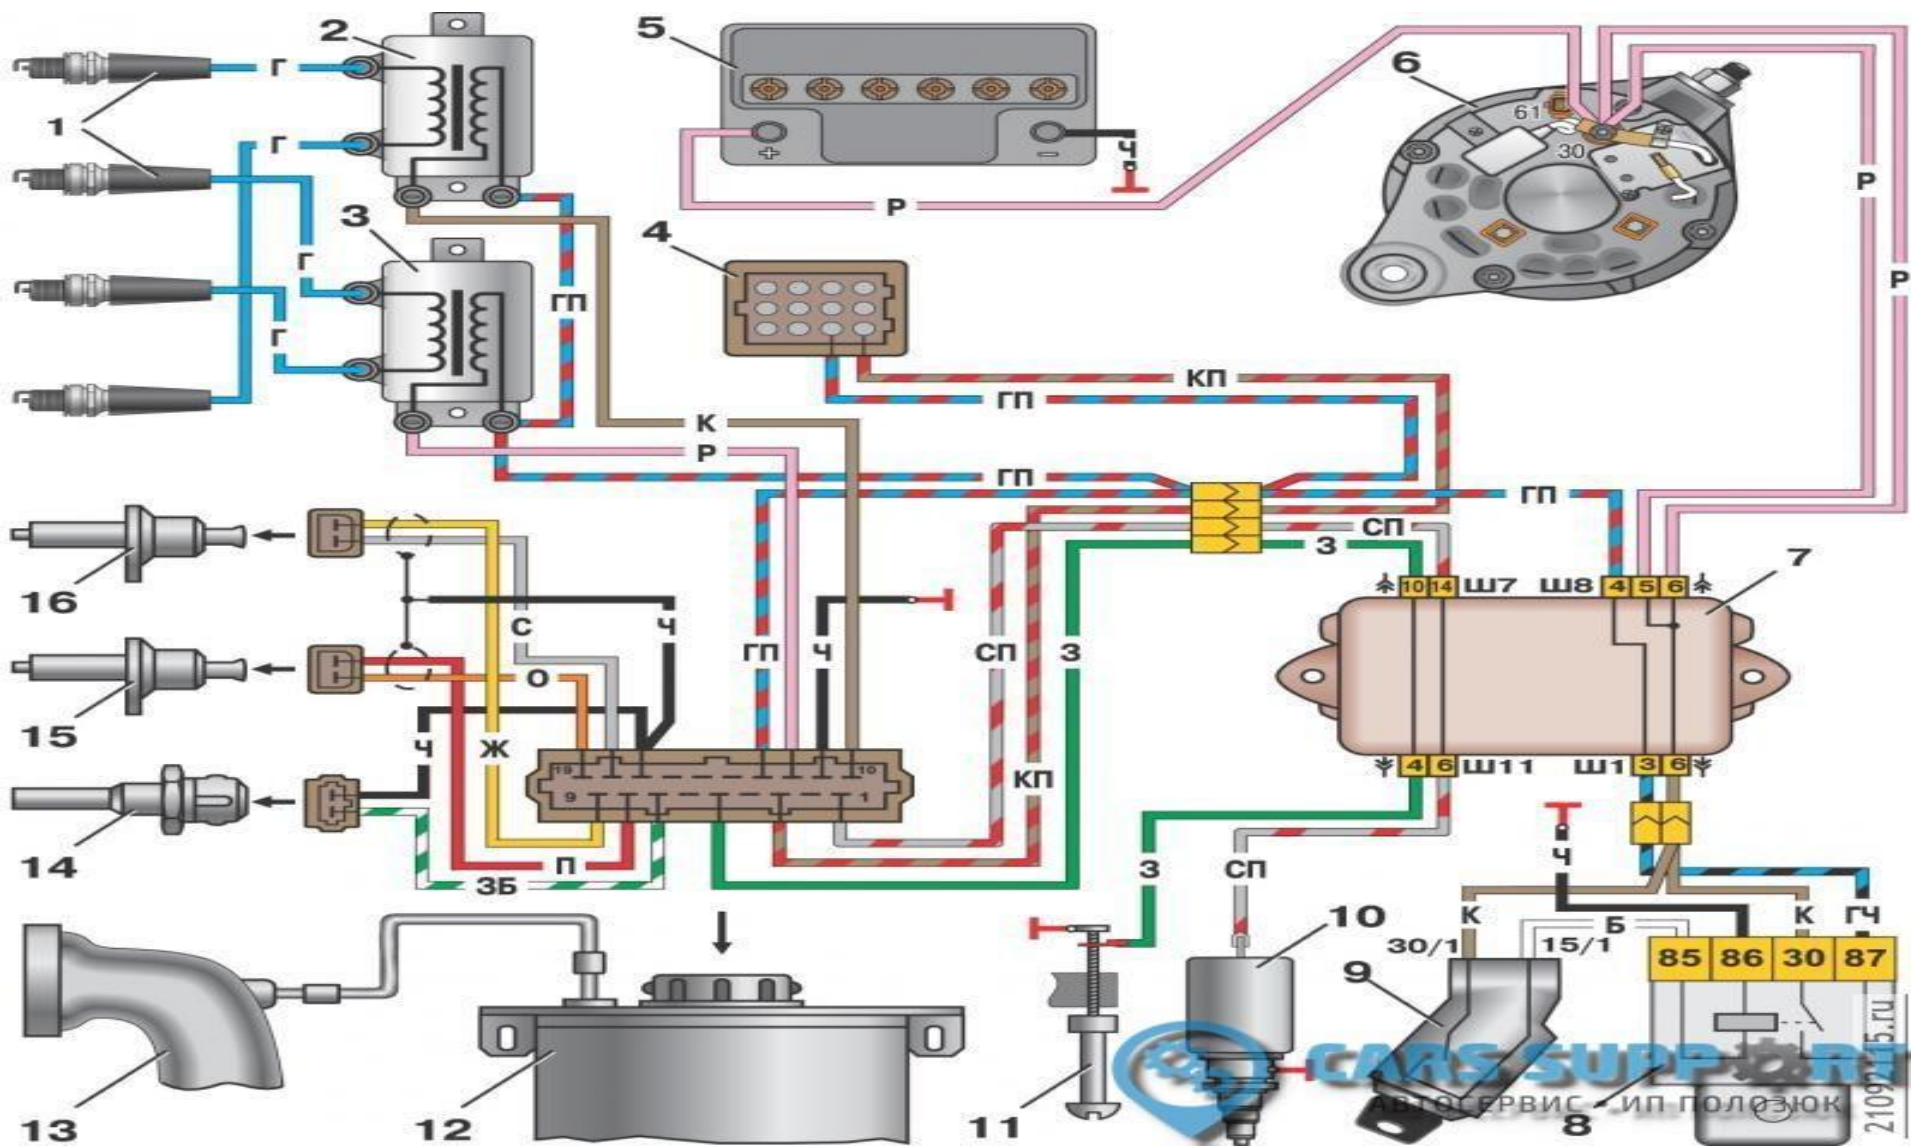 2
5
6
Г
1
Г
61
30
+
−
Ч
Р
Р
Р
3
4
Г
Г
ГП
КП
ГП
К
Р
ГП
ГП
СП
З
7
10 14 Ш7 Ш8 4 5 6
16
С
Ч
ГП
Ч
СП
З
О
15
Ч
Ж
19
10
9
1
КП
4 6 Ш11 Ш1 3 6
14
П
ЗБ
З
СП
Ч
К
Б
К
ГЧ
30/1
15/1
85 86 30 87
10
9
13
12
11
8
CARS SUPPORT
АВТОСЕРВИС - ИП ПОЛОЗЮК
21092115.ru